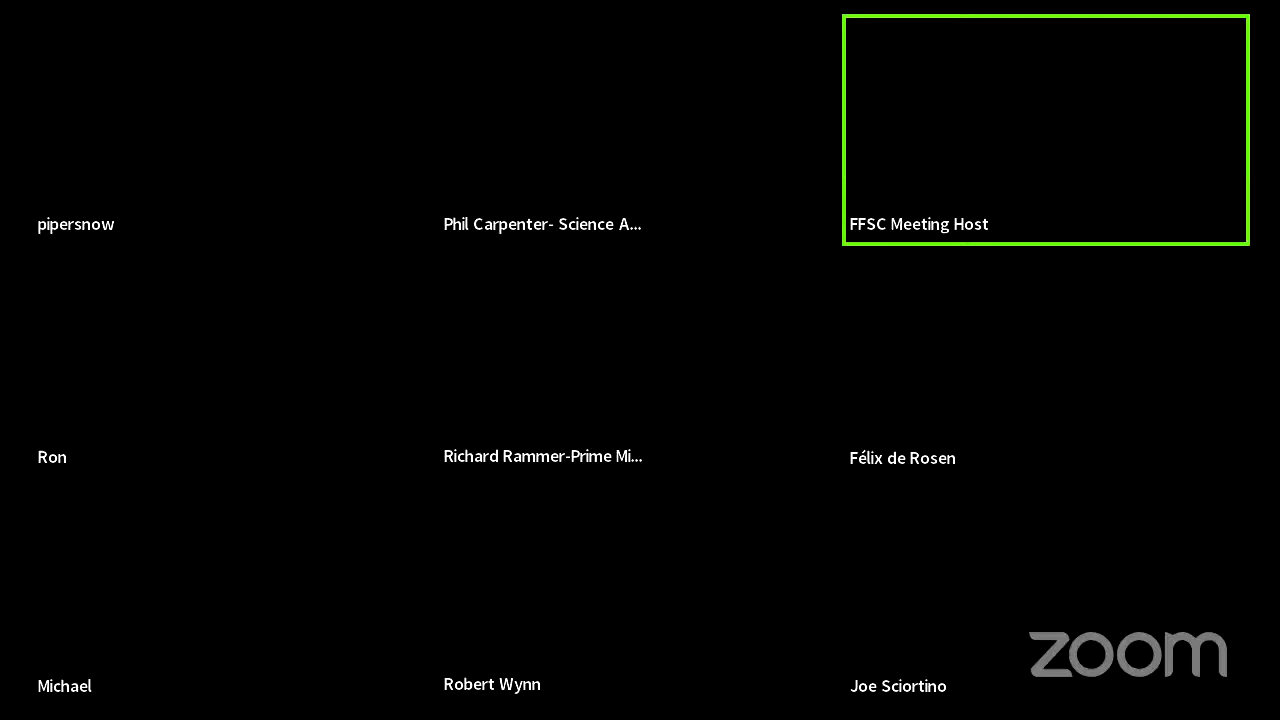 pipersnow
Phil Carpenter- Science A...
FFSC Meeting Host
Ron
Richard Rammer-Prime Mi...
Félix de Rosen
Michael
Robert Wynn
Joe Sciortino
zoom